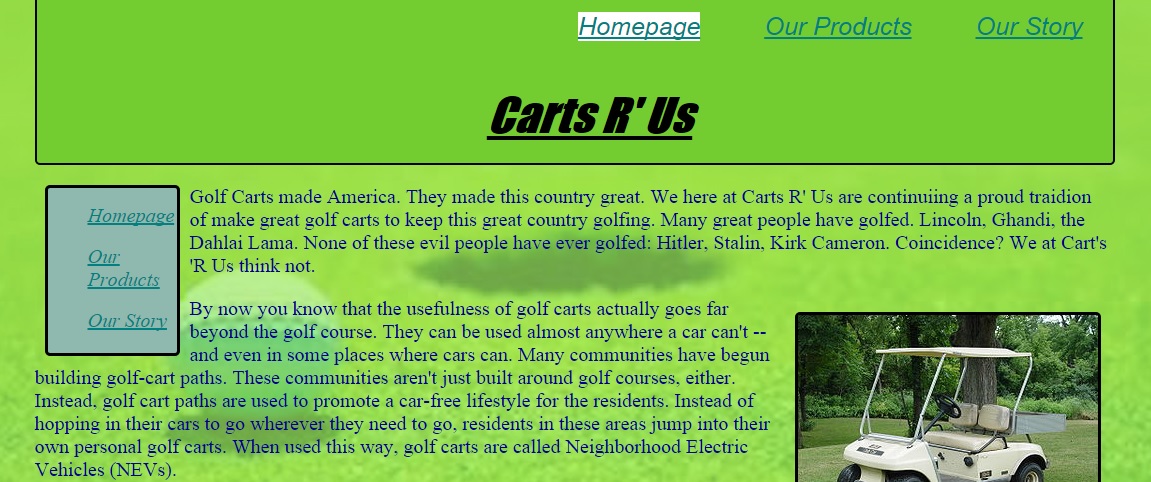 Homepage Our Products Our Story
Carts R' Us
Homepage
Our
Products
Our Story
Golf Carts made America. They made this country great. We here at Carts R' Us are continuiing a proud traidion
of make great golf carts to keep this great country golfing. Many great people have golfed. Lincoln, Ghandi, the
Dahlai Lama. None of these evil people have ever golfed: Hitler, Stalin, Kirk Cameron. Coincidence? We at Cart's
'R Us think not.
By now you know that the usefulness of golf carts actually goes far
beyond the golf course. They can be used almost anywhere a car can't --
and even in some places where cars can. Many communities have begun
building golf-cart paths. These communities aren't just built around golf courses, either.
Instead, golf cart paths are used to promote a car-free lifestyle for the residents. Instead of
hopping in their cars to go wherever they need to go, residents in these areas jump into their
own personal golf carts. When used this way, golf carts are called Neighborhood Electric
Vehicles (NEVs).